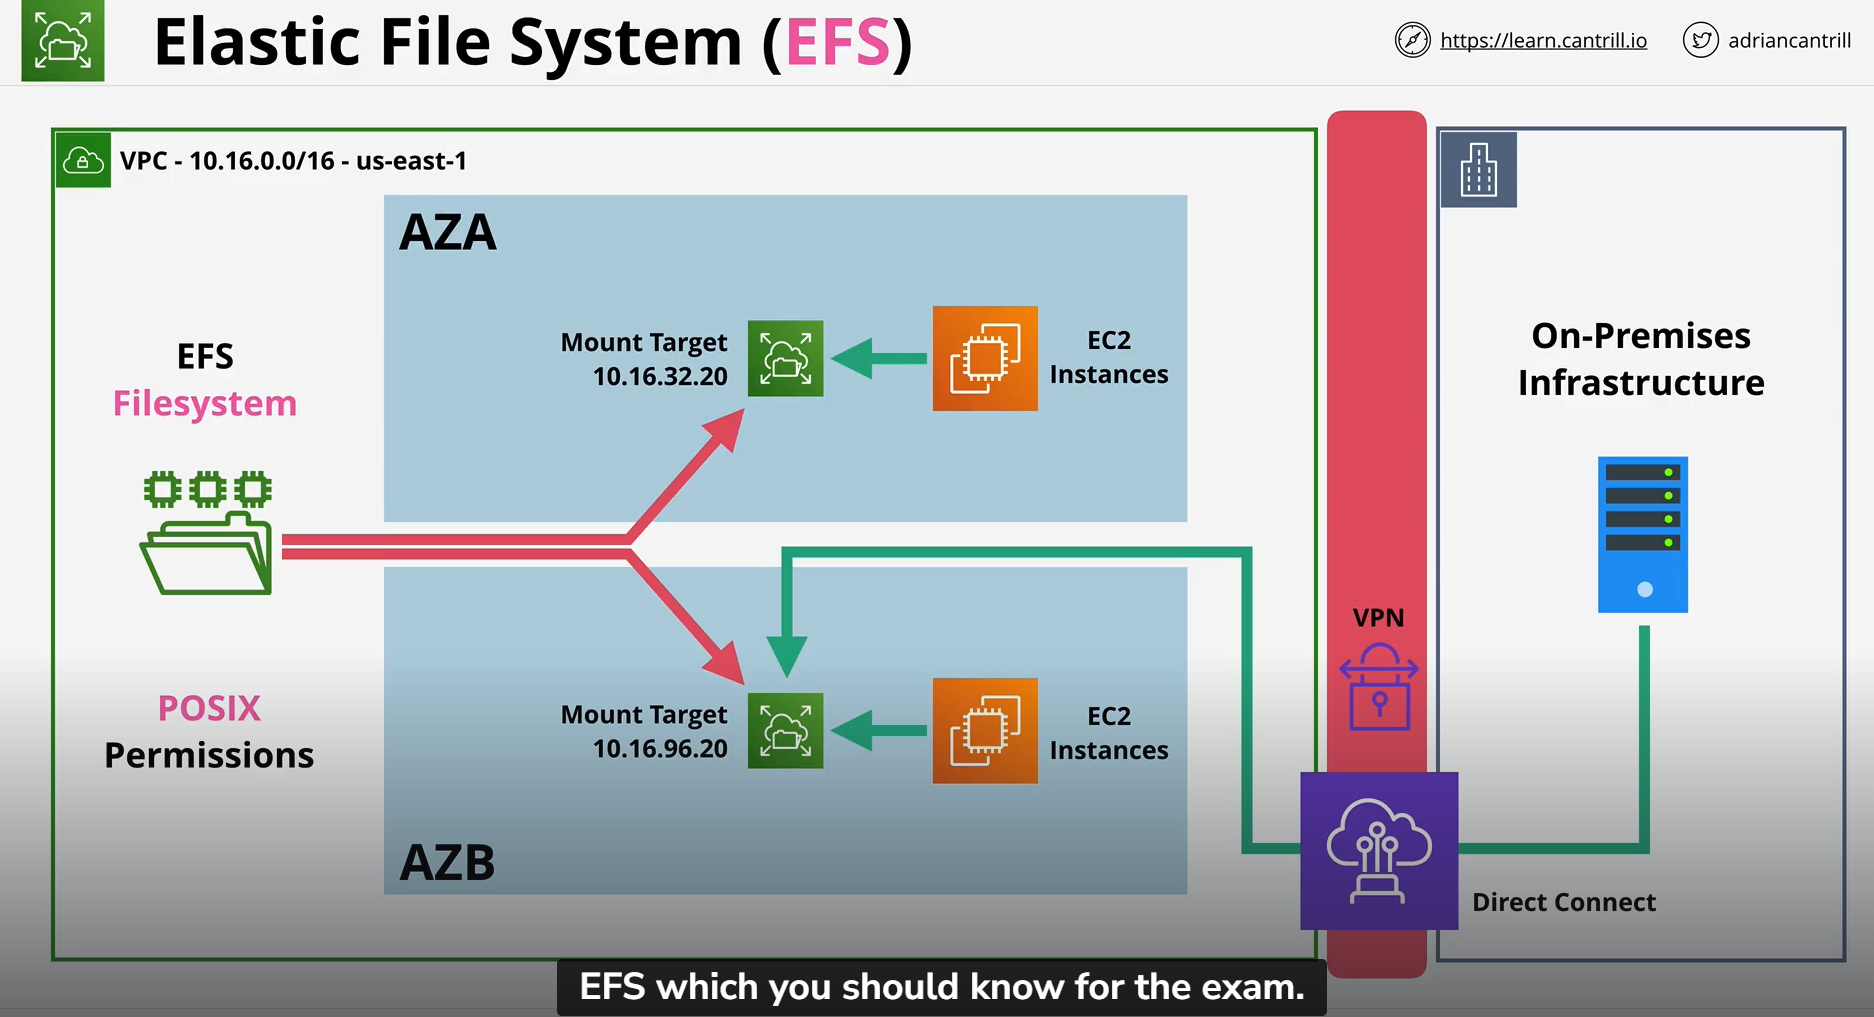 Elastic File System (EFS)
https://learn.cantrill.io
adriancantrill
VPC - 10.16.0.0/16 - us-east-1
AZA
EFS
Filesystem
Mount Target
10.16.32.20
EC2
Instances
On-Premises
Infrastructure
POSIX
Permissions
Mount Target
10.16.96.20
EC2
Instances
AZB
VPN
Direct Connect
EFS which you should know for the exam.